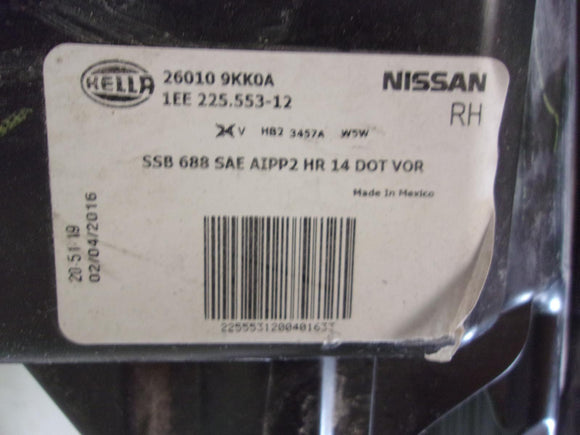 HELLA
26010 9KK0A
1EE 225.553-12
NISSAN
RH
V HB2 3457A W5W
SSB 688 SAE AIPP2 HR 14 DOT VOR
Made In Mexico
20:51:19
02/04/2016